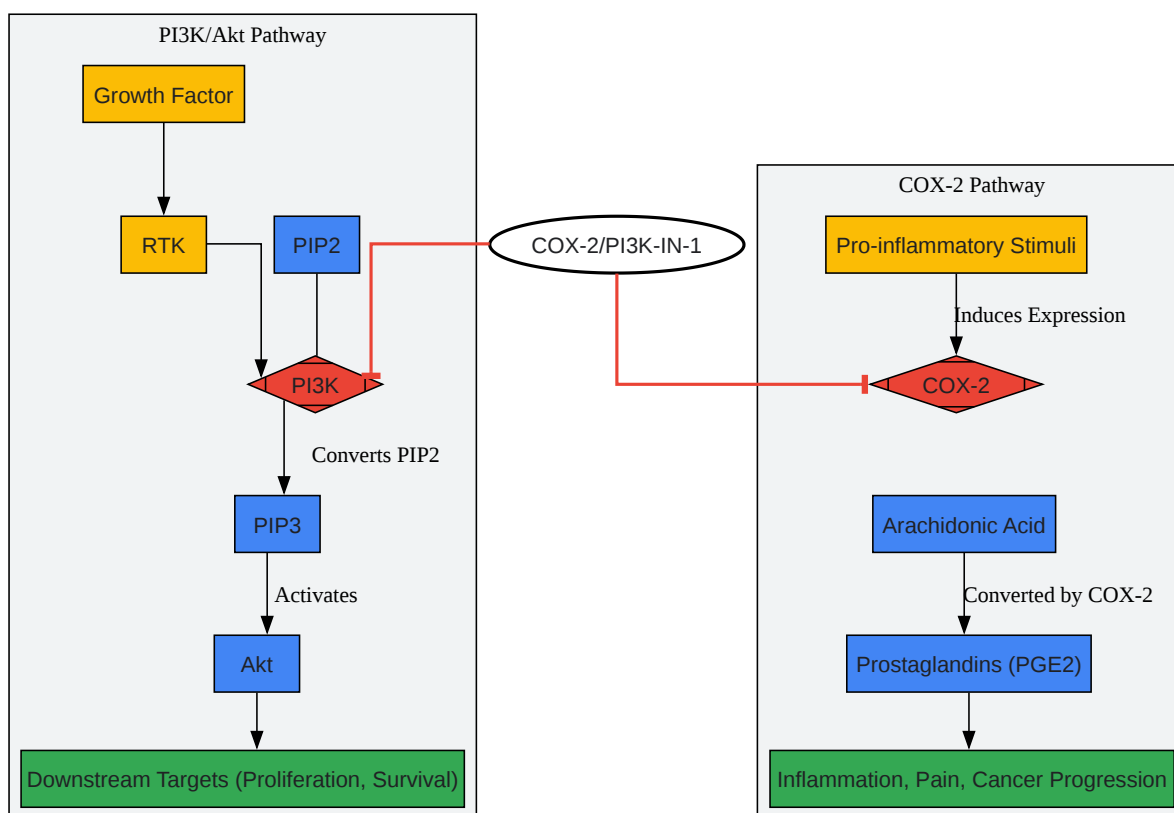 PI3K/Akt Pathway
Growth Factor
RTK
PIP2
PI3K
Converts PIP2
PIP3
Activates
Akt
Downstream Targets (Proliferation, Survival)
COX-2/PI3K-IN-1
COX-2 Pathway
Pro-inflammatory Stimuli
Induces Expression
COX-2
Arachidonic Acid
Converted by COX-2
Prostaglandins (PGE2)
Inflammation, Pain, Cancer Progression